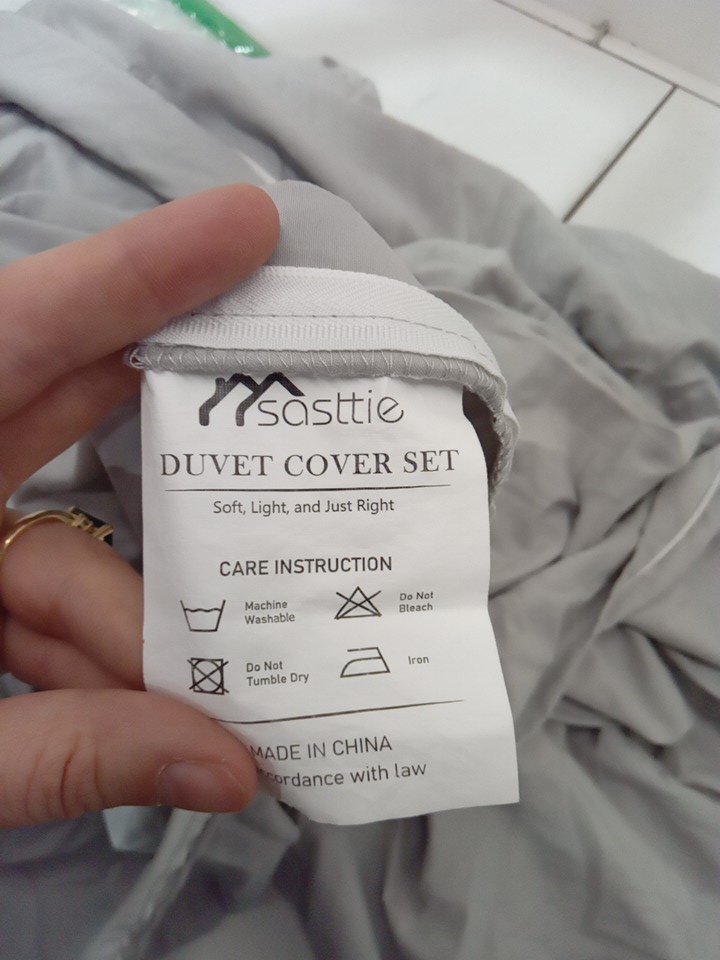 sasttie
DUVET COVER SET
Soft, Light, and Just Right
CARE INSTRUCTION
Machine
Washable
Do Not
Bleach
Do Not
Tumble Dry
Iron
MADE IN CHINA
with law